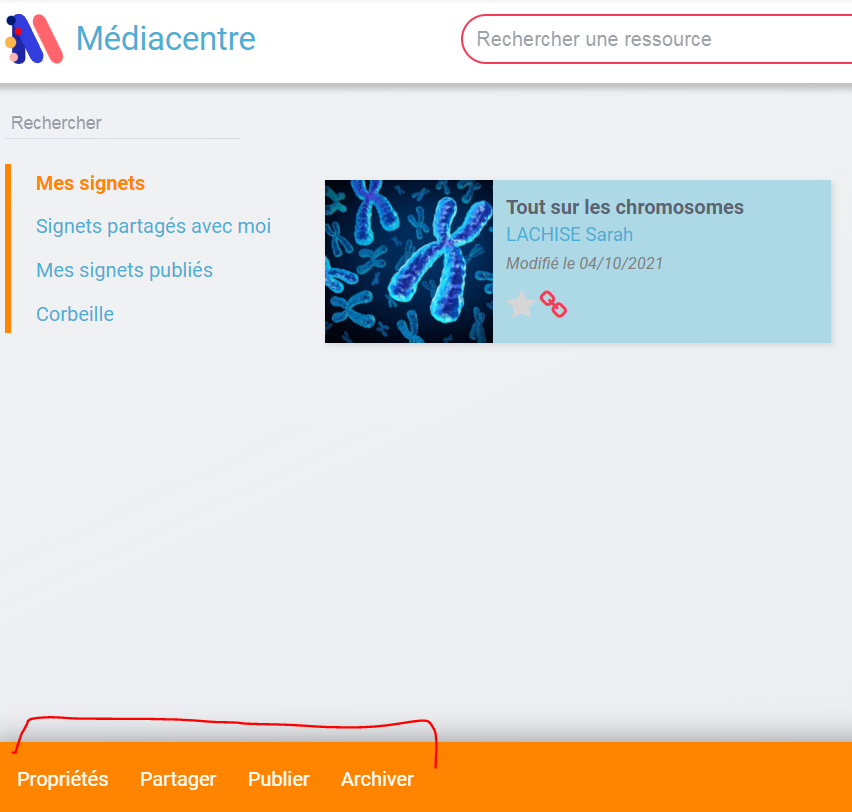 Médiacentre
Rechercher une ressource
Rechercher
Mes signets
Signets partagés avec moi
Mes signets publiés
Corbeille
Tout sur les chromosomes
LACHISE Sarah
Modifié le 04/10/2021
Propriétés Partager Publier Archiver